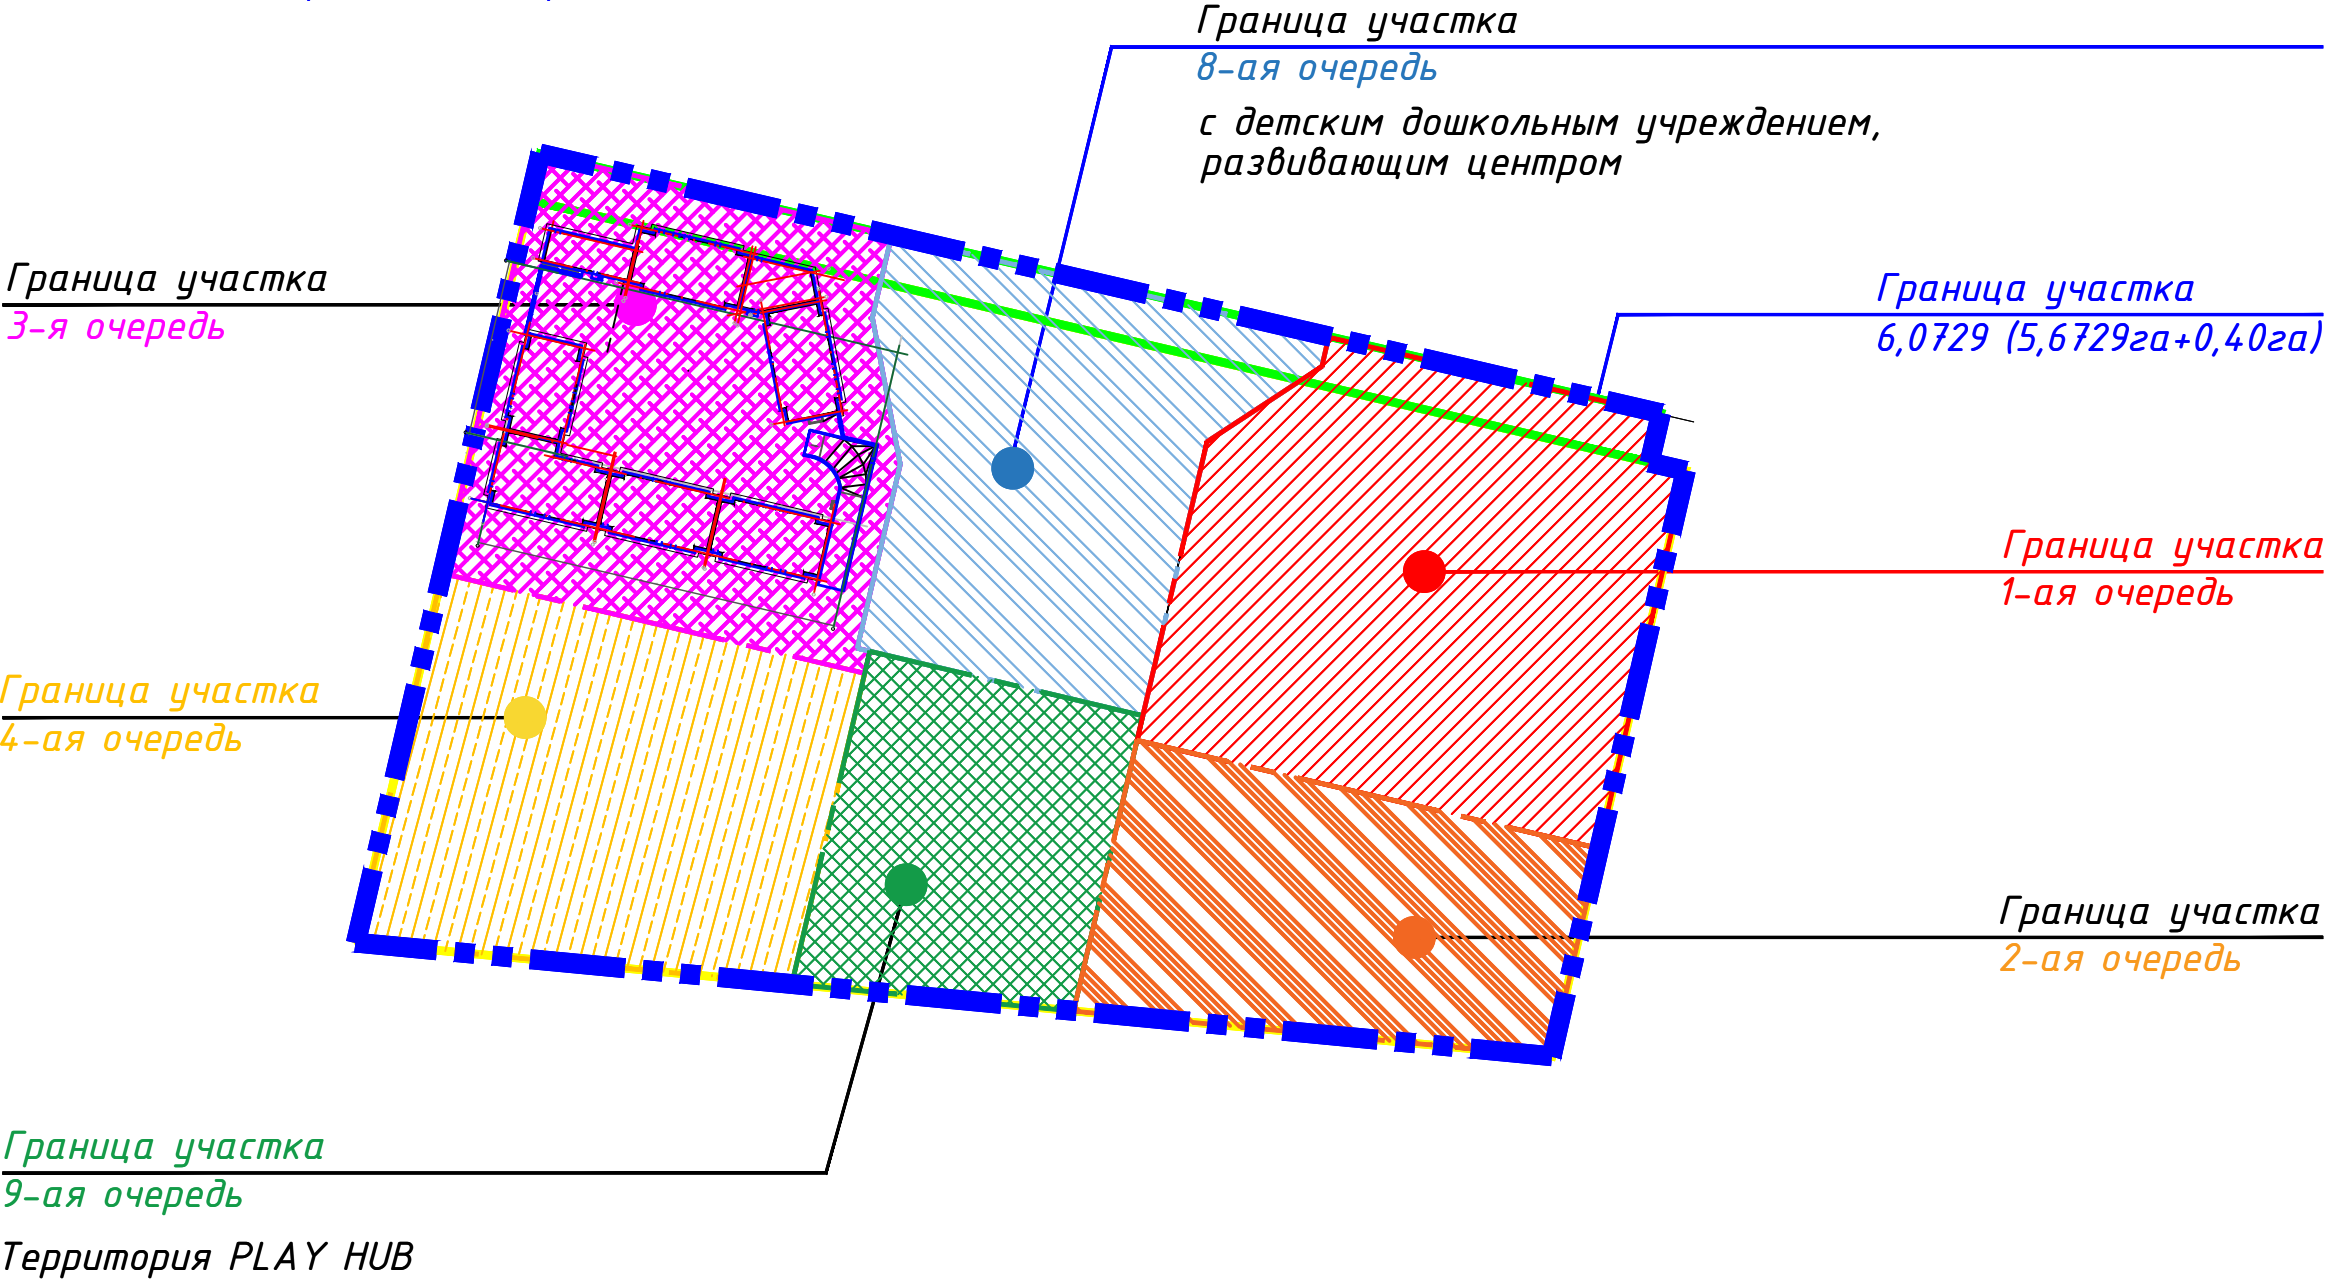 Граница участка
8-ая очередь
с детским дошкольным учреждением,
развивающим центром
Граница участка
3-я очередь
Граница участка
6,0729 (5,6729га+0,40га)
Граница участка
1-ая очередь
Граница участка
4-ая очередь
Граница участка
2-ая очередь
Граница участка
9-ая очередь
Территория PLAY HUB